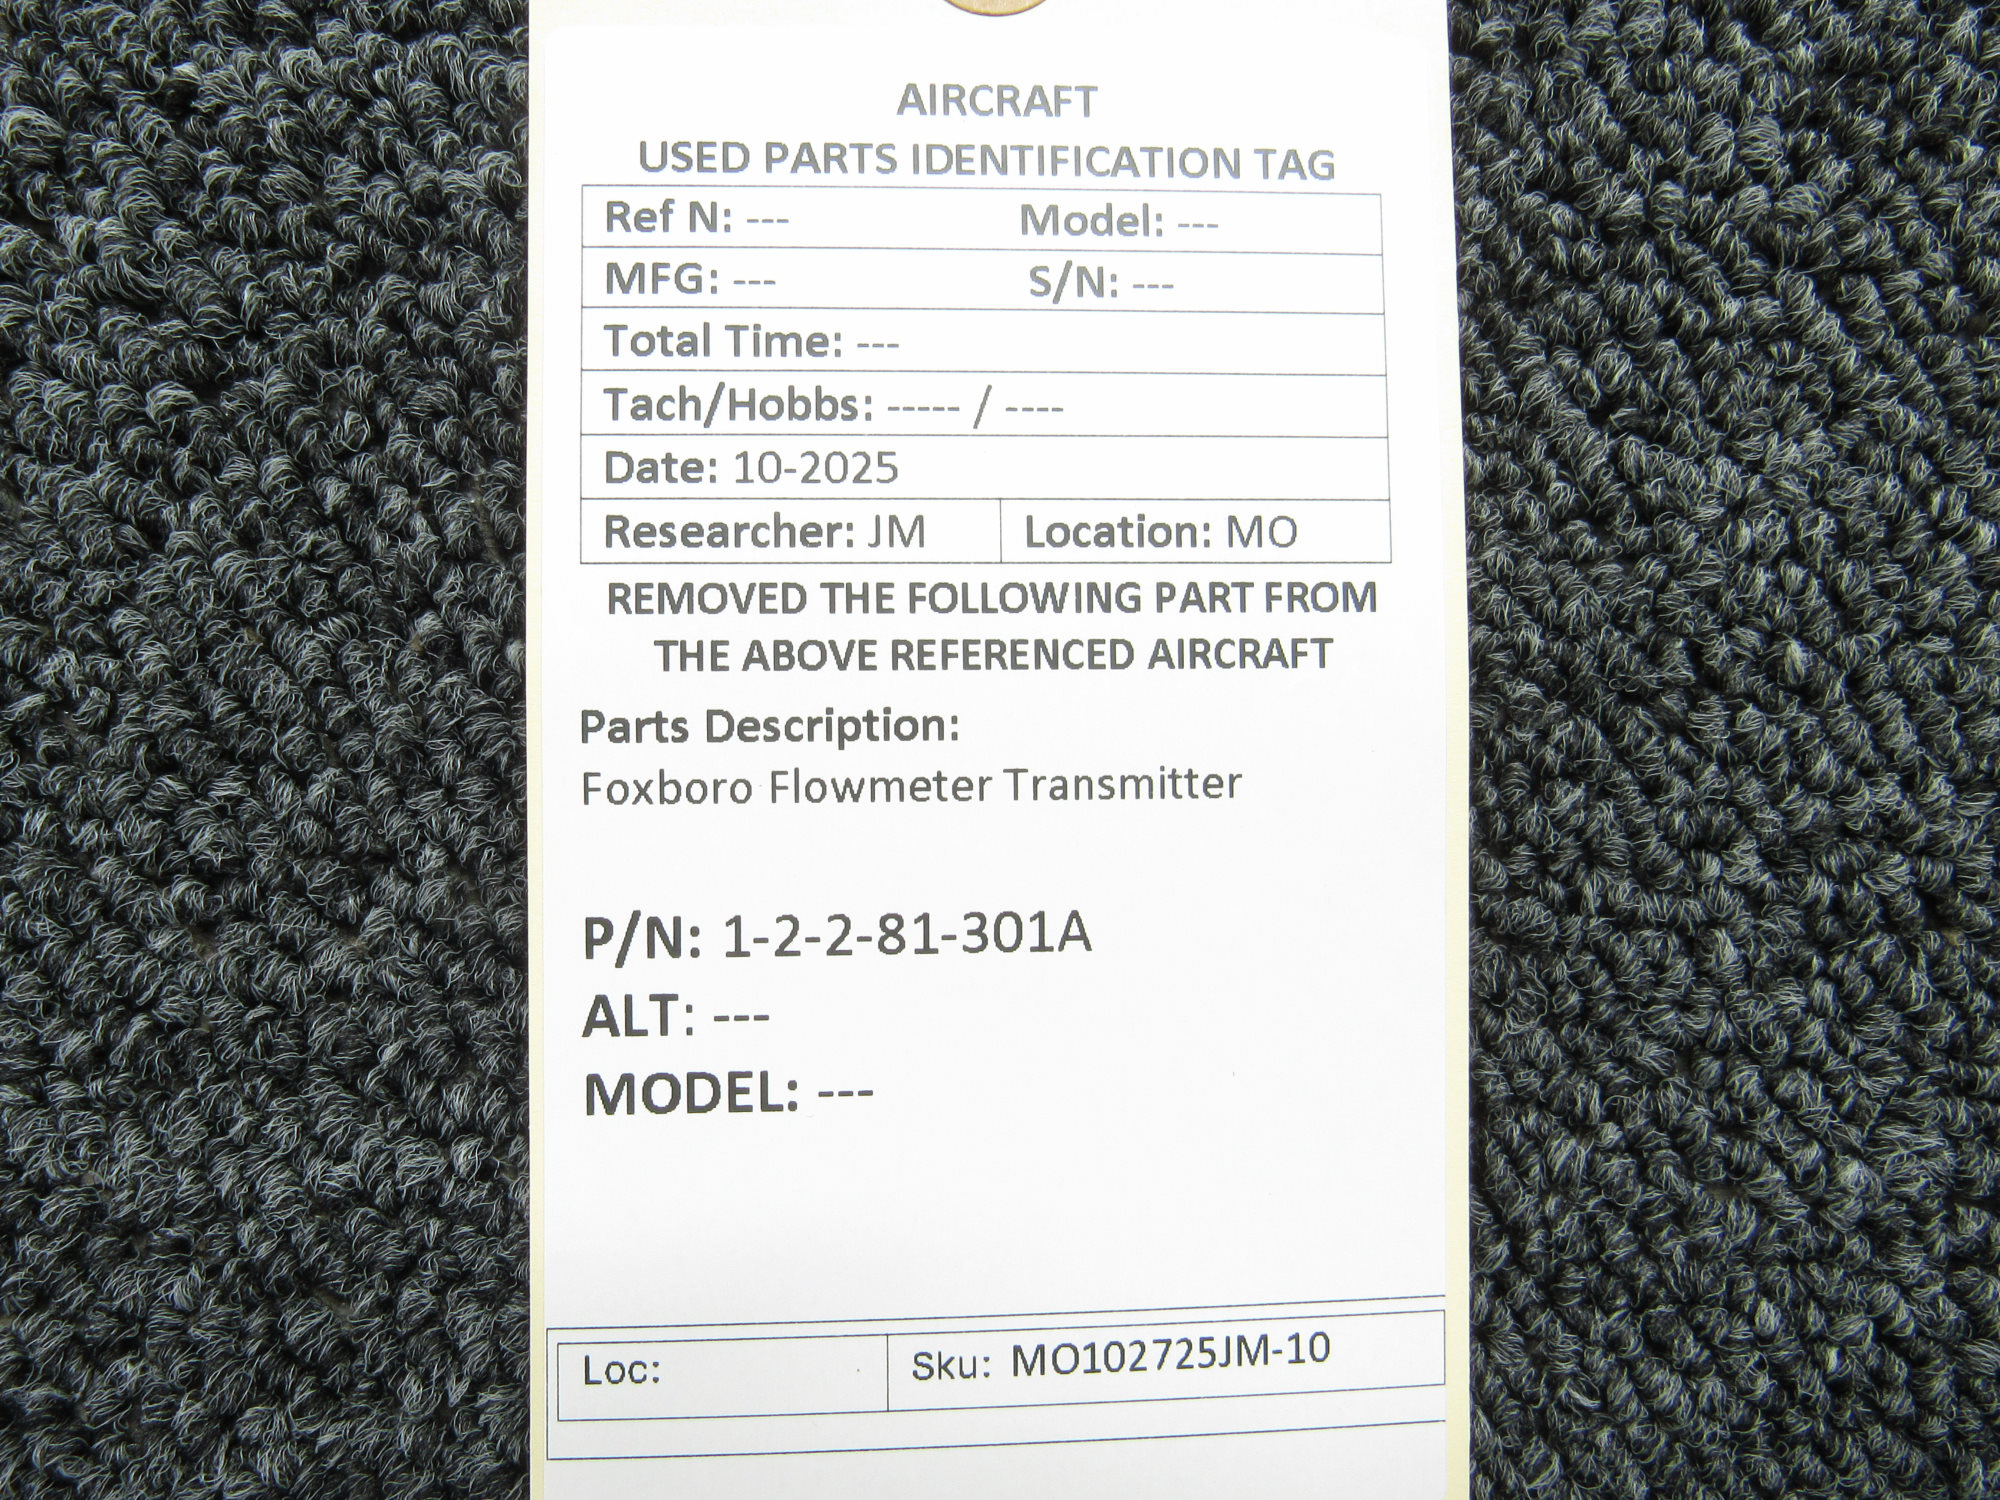 AIRCRAFT
USED PARTS IDENTIFICATION TAG
Ref N: --- Model: ---
MFG: --- S/N: ---
Total Time: ---
Tach/Hobbs: ----- / ----
Date: 10-2025
Researcher: JM Location: MO
REMOVED THE FOLLOWING PART FROM
THE ABOVE REFERENCED AIRCRAFT
Parts Description:
Foxboro Flowmeter Transmitter
P/N: 1-2-2-81-301A
ALT: ---
MODEL: ---
Loc: Sku: MO102725JM-10